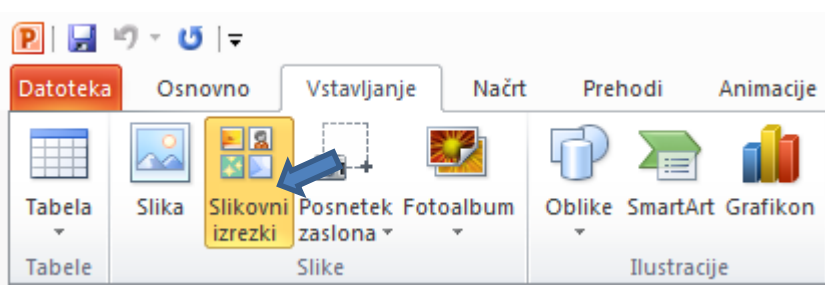 P
Datoteka Osnovno Vstavljanje Načrt Prehodi Animacije
Tabela Slika Slikovni izrezki Posnetek zaslona Fotoalbum Oblike SmartArt Grafikon
Tabele Slike Ilustracije